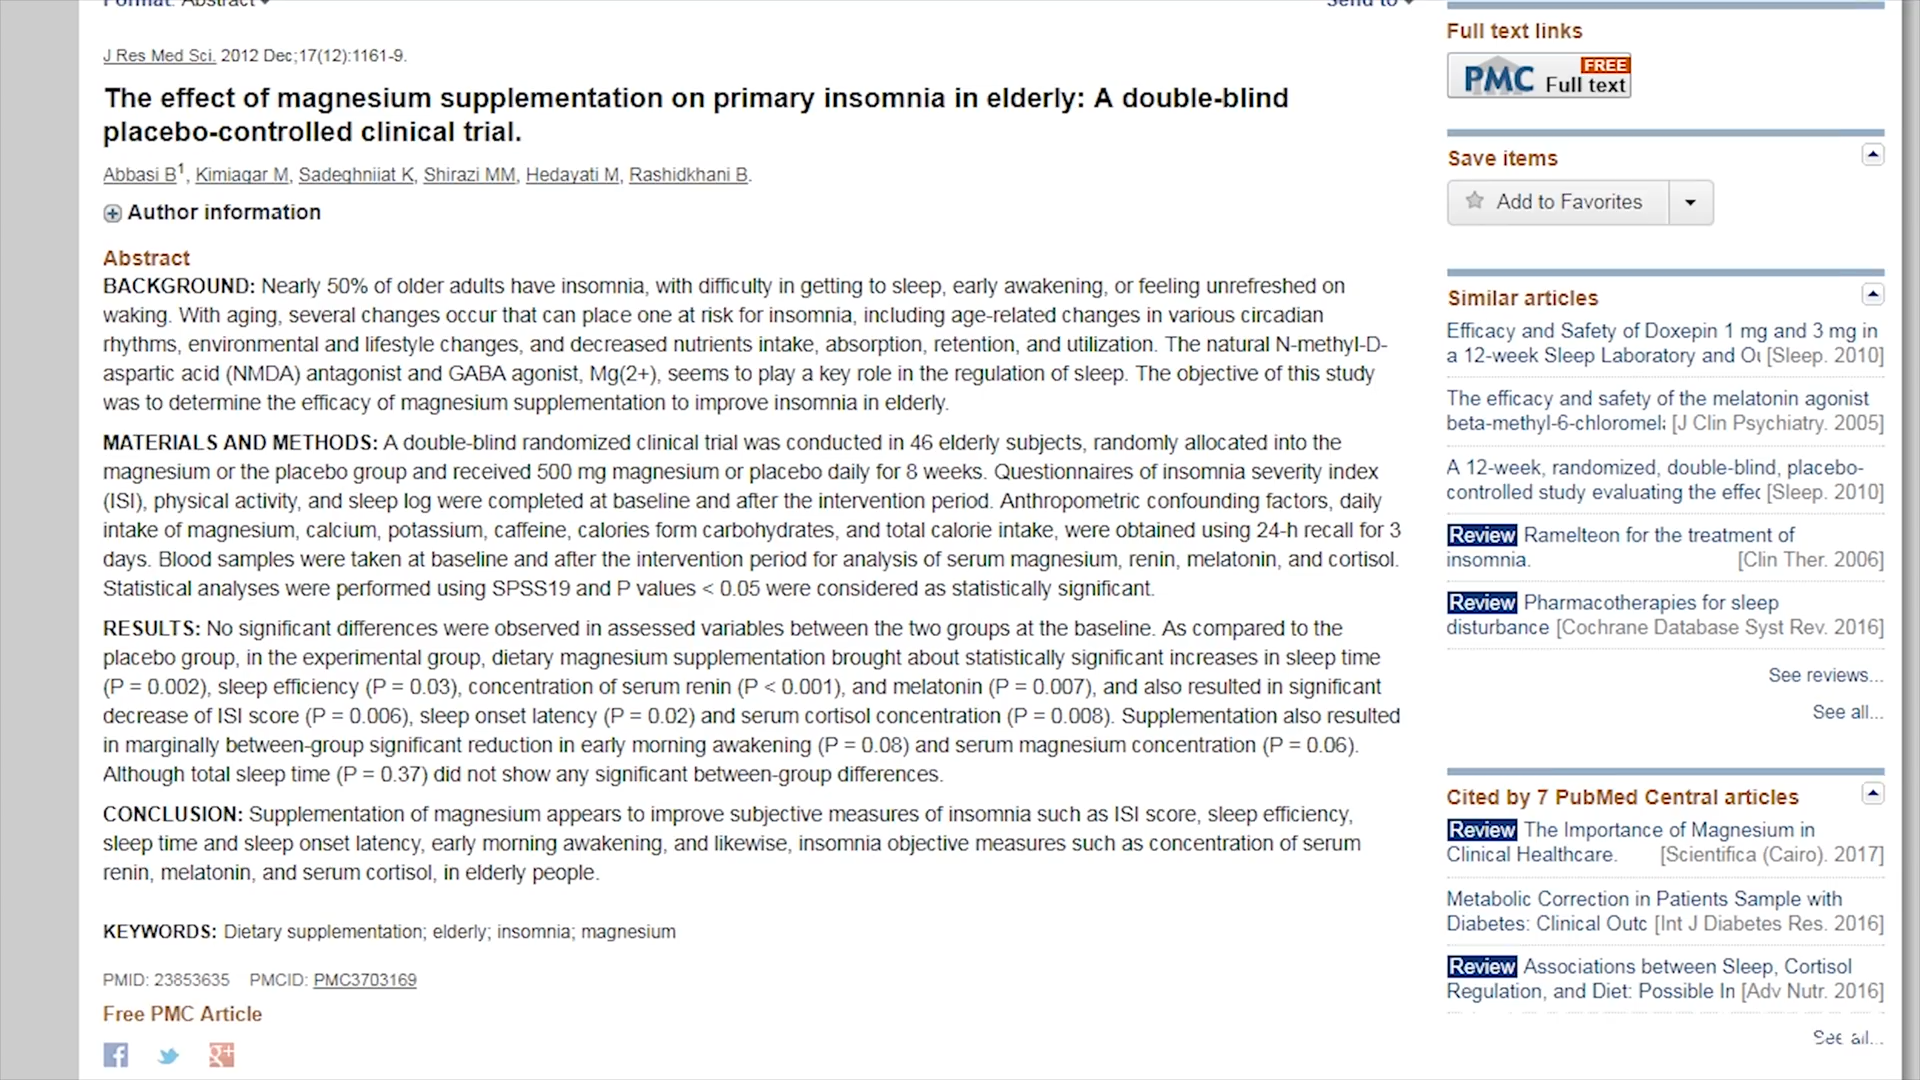 Format: Abstract
Send to
J Res Med Sci. 2012 Dec;17(12):1161-9.
The effect of magnesium supplementation on primary insomnia in elderly: A double-blind
placebo-controlled clinical trial.
Abbasi B1, Kimiagar M, Sadeghniiat K, Shirazi MM, Hedayati M, Rashidkhani B.
Author information
Abstract
BACKGROUND: Nearly 50% of older adults have insomnia, with difficulty in getting to sleep, early awakening, or feeling unrefreshed on
waking. With aging, several changes occur that can place one at risk for insomnia, including age-related changes in various circadian
rhythms, environmental and lifestyle changes, and decreased nutrients intake, absorption, retention, and utilization. The natural N-methyl-D-
aspartic acid (NMDA) antagonist and GABA agonist, Mg(2+), seems to play a key role in the regulation of sleep. The objective of this study
was to determine the efficacy of magnesium supplementation to improve insomnia in elderly.
MATERIALS AND METHODS: A double-blind randomized clinical trial was conducted in 46 elderly subjects, randomly allocated into the
magnesium or the placebo group and received 500 mg magnesium or placebo daily for 8 weeks. Questionnaires of insomnia severity index
(ISI), physical activity, and sleep log were completed at baseline and after the intervention period. Anthropometric confounding factors, daily
intake of magnesium, calcium, potassium, caffeine, calories form carbohydrates, and total calorie intake, were obtained using 24-h recall for 3
days. Blood samples were taken at baseline and after the intervention period for analysis of serum magnesium, renin, melatonin, and cortisol.
Statistical analyses were performed using SPSS19 and P values < 0.05 were considered as statistically significant.
RESULTS: No significant differences were observed in assessed variables between the two groups at the baseline. As compared to the
placebo group, in the experimental group, dietary magnesium supplementation brought about statistically significant increases in sleep time
(P = 0.002), sleep efficiency (P = 0.03), concentration of serum renin (P < 0.001), and melatonin (P = 0.007), and also resulted in significant
decrease of ISI score (P = 0.006), sleep onset latency (P = 0.02) and serum cortisol concentration (P = 0.008). Supplementation also resulted
in marginally between-group significant reduction in early morning awakening (P = 0.08) and serum magnesium concentration (P = 0.06).
Although total sleep time (P = 0.37) did not show any significant between-group differences.
CONCLUSION: Supplementation of magnesium appears to improve subjective measures of insomnia such as ISI score, sleep efficiency,
sleep time and sleep onset latency, early morning awakening, and likewise, insomnia objective measures such as concentration of serum
renin, melatonin, and serum cortisol, in elderly people.
KEYWORDS: Dietary supplementation; elderly; insomnia; magnesium
PMID: 23853635 PMCID: PMC3703169
Free PMC Article
Full text links
PMC FREE Full text
Save items
Add to Favorites
Similar articles
Efficacy and Safety of Doxepin 1 mg and 3 mg in
a 12-week Sleep Laboratory and Ou [Sleep. 2010]
The efficacy and safety of the melatonin agonist
beta-methyl-6-chloromela [J Clin Psychiatry. 2005]
A 12-week, randomized, double-blind, placebo-
controlled study evaluating the effec [Sleep. 2010]
Review Ramelteon for the treatment of
insomnia. [Clin Ther. 2006]
Review Pharmacotherapies for sleep
disturbance [Cochrane Database Syst Rev. 2016]
See reviews...
See all...
Cited by 7 PubMed Central articles
Review The Importance of Magnesium in
Clinical Healthcare. [Scientifica (Cairo). 2017]
Metabolic Correction in Patients Sample with
Diabetes: Clinical Outc [Int J Diabetes Res. 2016]
Review Associations between Sleep, Cortisol
Regulation, and Diet: Possible In [Adv Nutr. 2016]
See all...